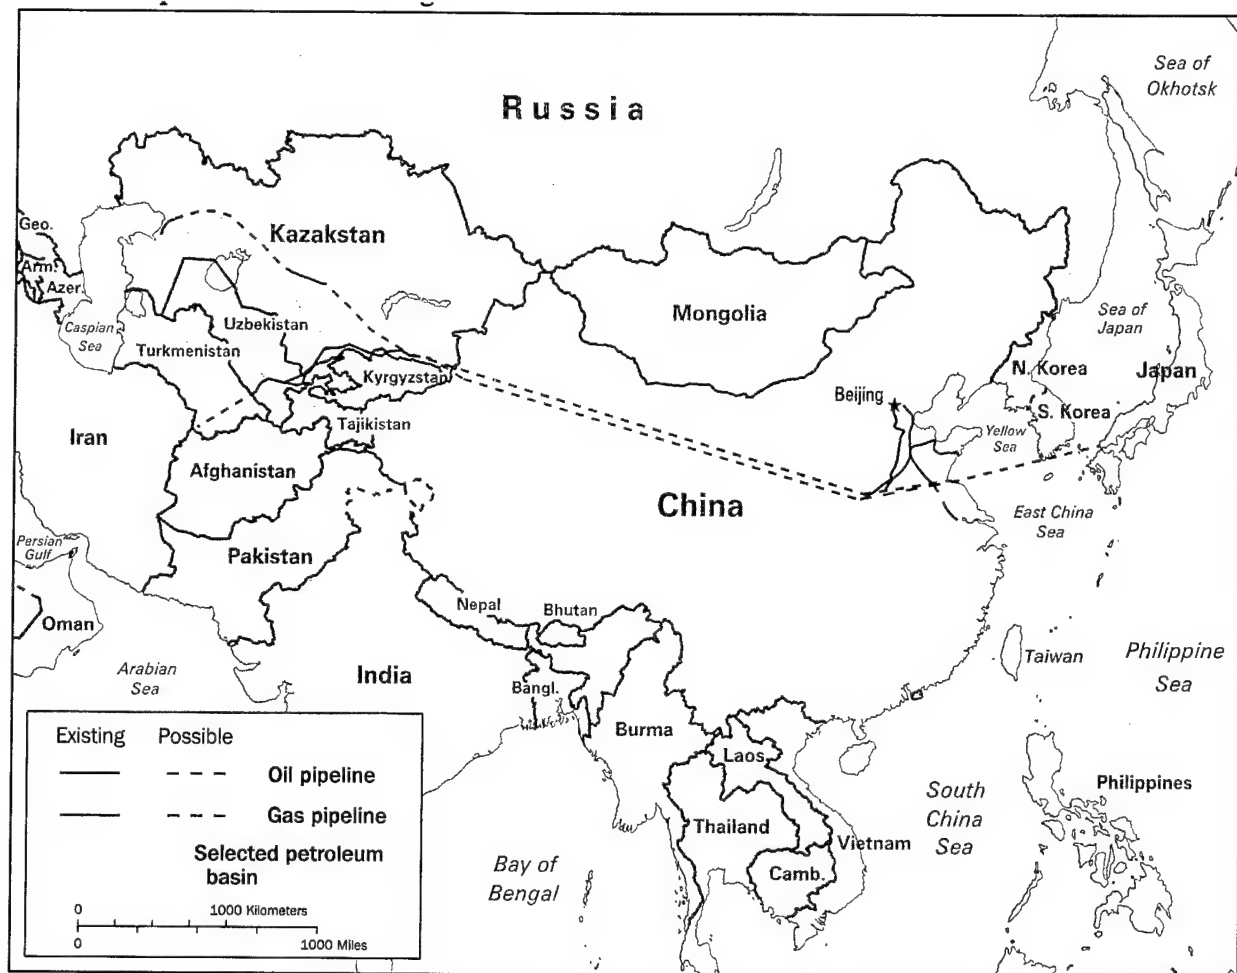 Sea of
Okhotsk
Russia
Geo.
Kazakstan
Arm.
Azer.
Caspian
Sea
Uzbekistan
Turkmenistan
Mongolia
Sea of
Japan
Kyrgyzstan
N. Korea
Japan
Beijing
S. Korea
Tajikistan
Yellow
Sea
Iran
Afghanistan
China
East China
Sea
Persian
Gulf
Pakistan
Nepal
Bhutan
Oman
Taiwan
Philippine
Sea
Arabian
Sea
India
Bangl.
Burma
Laos
Existing Possible
Oil pipeline
Gas pipeline
Selected petroleum
basin
0 1000 Kilometers
0 1000 Miles
Philippines
South
China
Sea
Thailand
Vietnam
Bay of
Bengal
Camb.